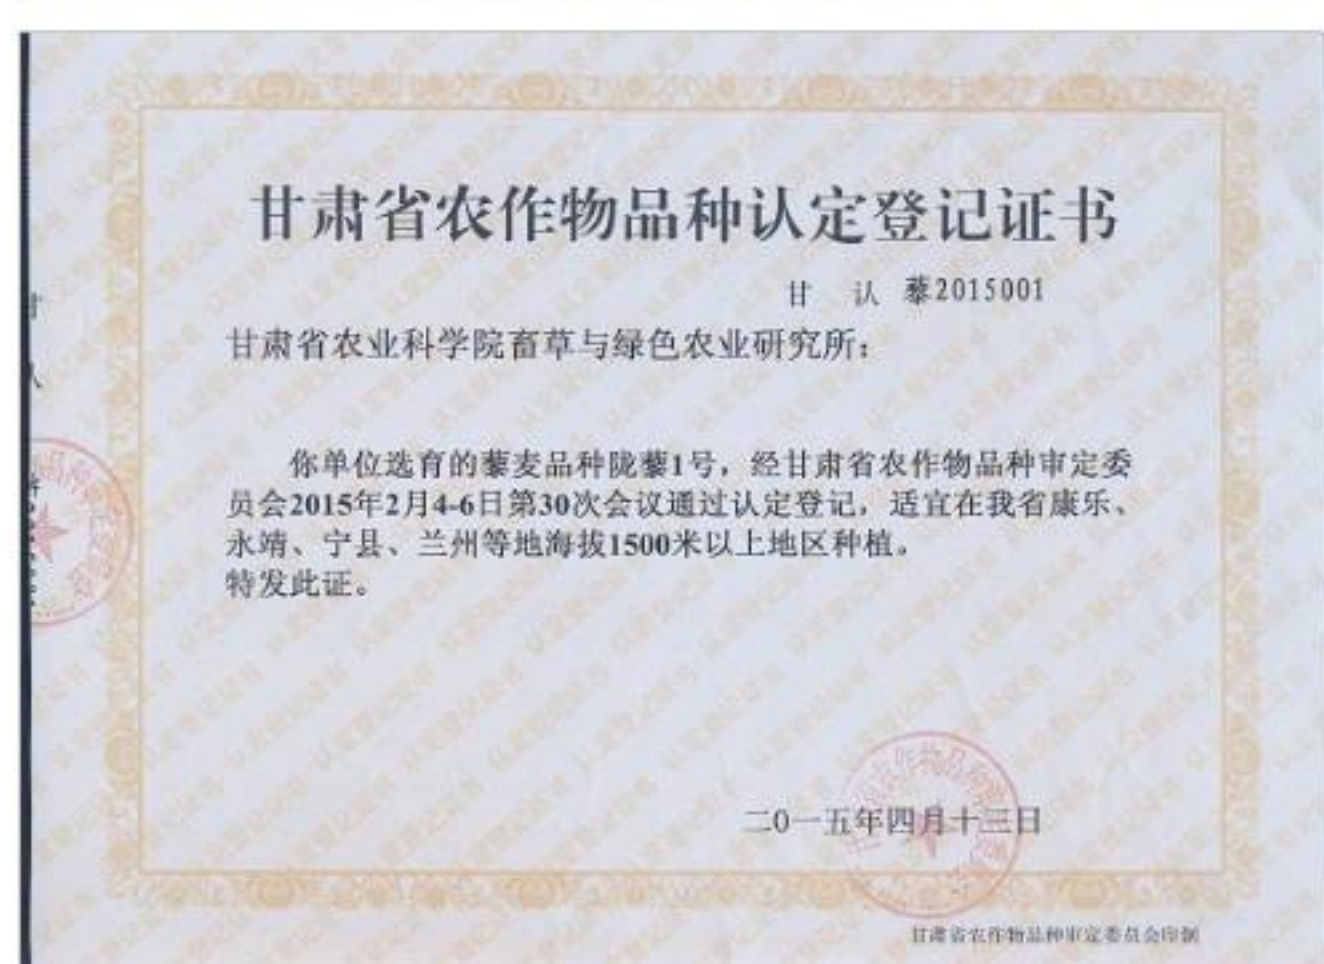 甘肃省农作物品种认定登记证书
甘 认 藜2015001
甘肃省农业科学院畜草与绿色农业研究所：
你单位选育的藜麦品种陇藜1号，经甘肃省农作物品种审定委
员会2015年2月4-6日第30次会议通过认定登记，适宜在我省康乐、
永靖、宁县、兰州等地海拔1500米以上地区种植。
特发此证。
二0一五年四月十三日
甘肃省农作物品种审定委员会印制